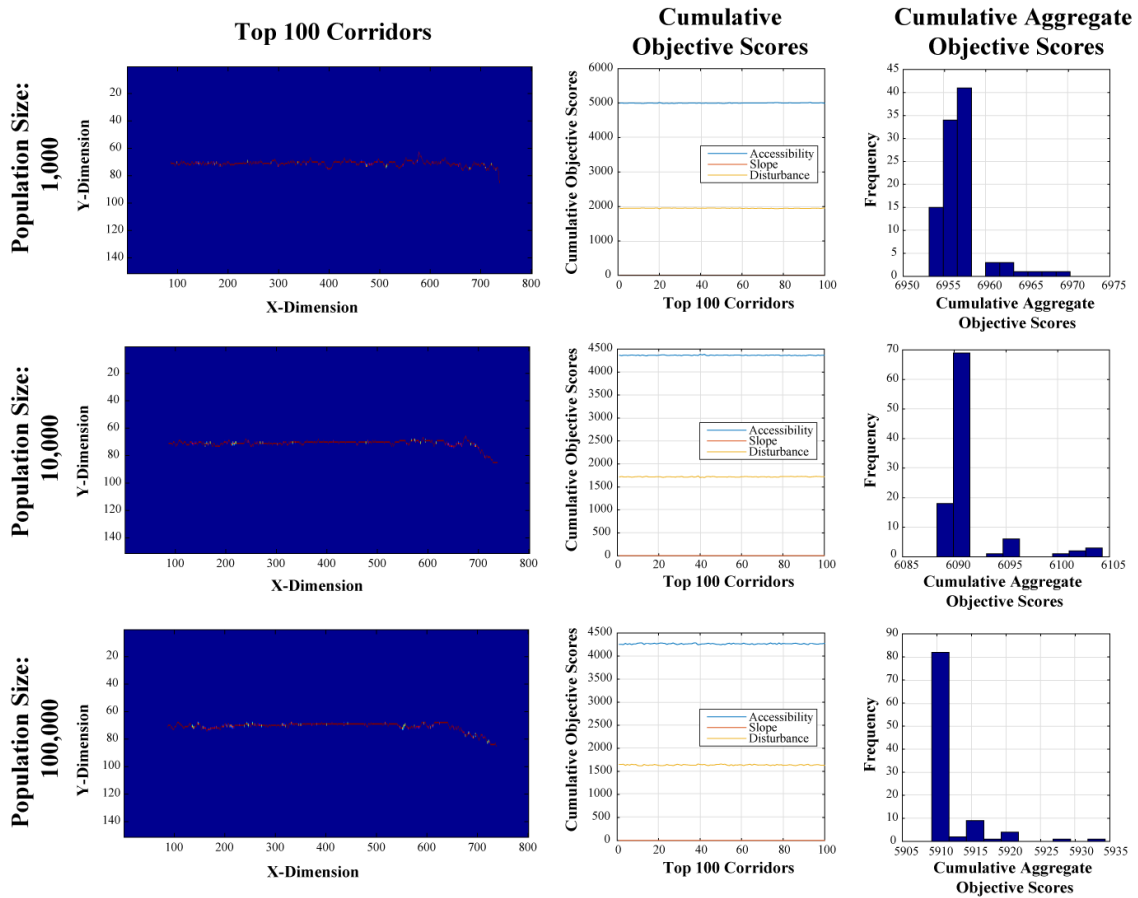 Top 100 Corridors
Cumulative
Objective Scores
Cumulative Aggregate
Objective Scores
Population Size:
1,000
Y-Dimension
20
40
60
80
100
120
140
100 200 300 400 500 600 700 800
X-Dimension
Cumulative Objective Scores
6000
5000
4000
3000
2000
1000
0
Accessibility
Slope
Disturbance
0 20 40 60 80 100
Top 100 Corridors
Frequency
45
40
35
30
25
20
15
10
5
0
6950 6955 6960 6965 6970 6975
Cumulative Aggregate
Objective Scores
Population Size:
10,000
Y-Dimension
20
40
60
80
100
120
140
100 200 300 400 500 600 700 800
X-Dimension
Cumulative Objective Scores
4500
4000
3500
3000
2500
2000
1500
1000
500
0
Accessibility
Slope
Disturbance
0 20 40 60 80 100
Top 100 Corridors
Frequency
70
60
50
40
30
20
10
0
6085 6090 6095 6100 6105
Cumulative Aggregate
Objective Scores
Population Size:
100,000
Y-Dimension
20
40
60
80
100
120
140
100 200 300 400 500 600 700 800
X-Dimension
Cumulative Objective Scores
4500
4000
3500
3000
2500
2000
1500
1000
500
0
Accessibility
Slope
Disturbance
0 20 40 60 80 100
Top 100 Corridors
Frequency
90
80
70
60
50
40
30
20
10
0
5905 5910 5915 5920 5925 5930 5935
Cumulative Aggregate
Objective Scores